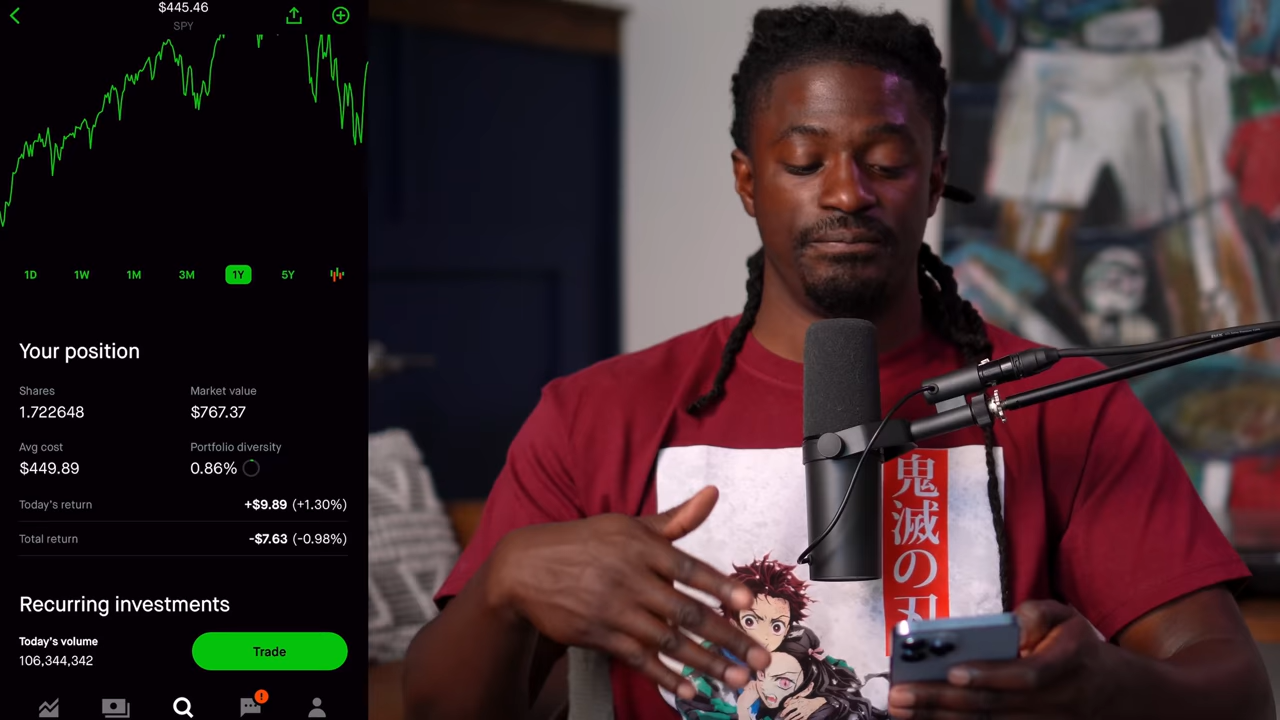 $445.46
SPY
1D 1W 1M 3M 1Y 5Y
Your position
Shares Market value
1.722648 $767.37
Avg cost Portfolio diversity
$449.89 0.86%
Today's return +$9.89 (+1.30%)
Total return -$7.63 (-0.98%)
Recurring investments
Today's volume
106,344,342
Trade
!
鬼滅の刃